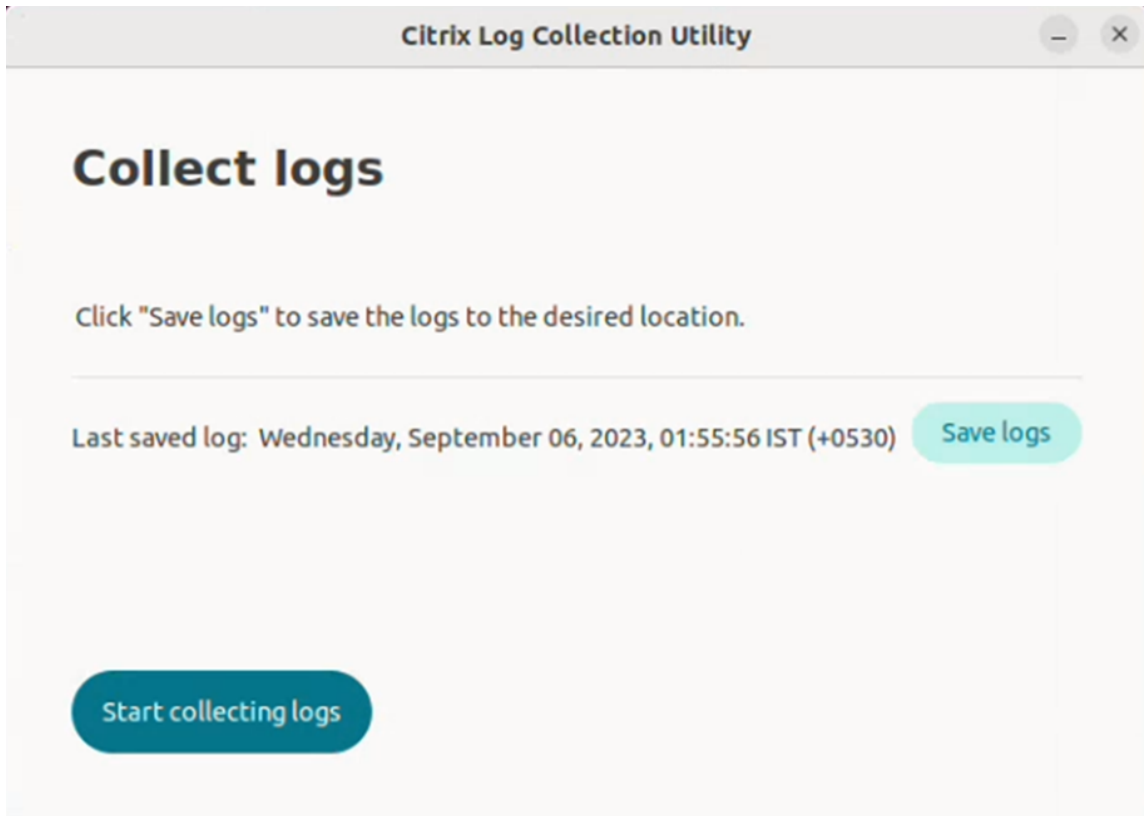 Citrix Log Collection Utility
Collect logs
Click "Save logs" to save the logs to the desired location.
Last saved log: Wednesday, September 06, 2023, 01:55:56 IST (+0530) Save logs
Start collecting logs